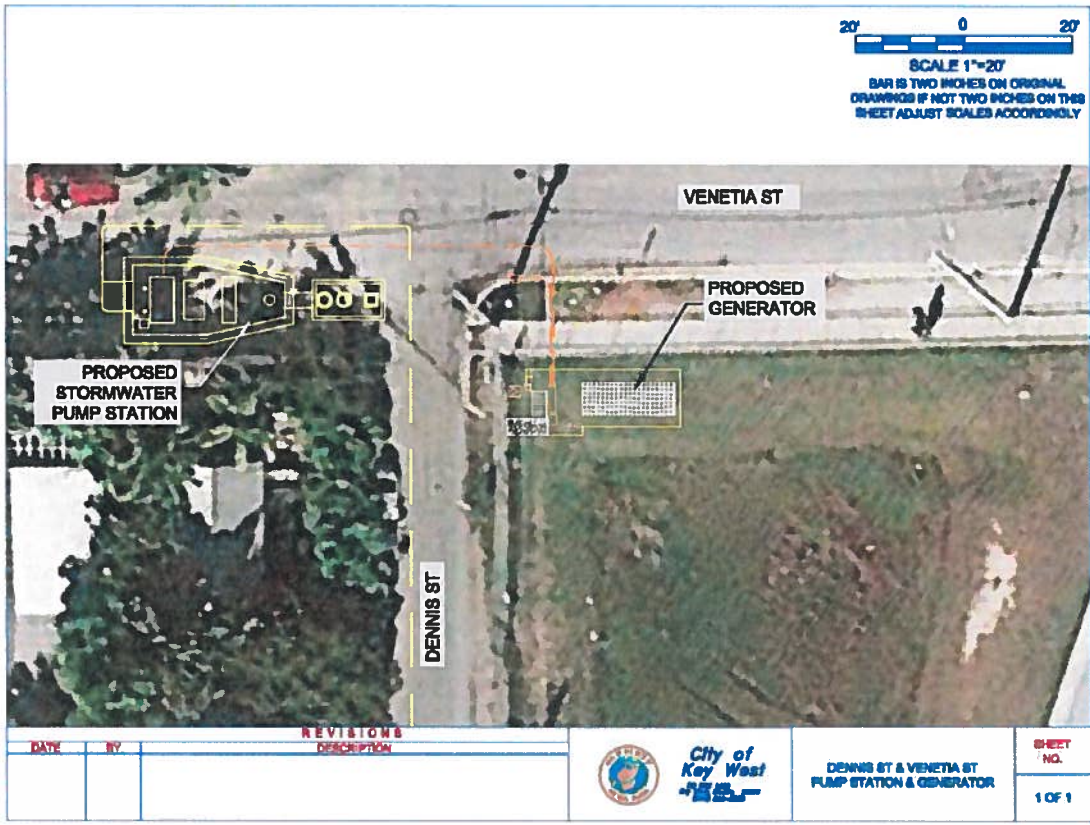 20' 0 20'
SCALE 1"=20'
BAR IS TWO INCHES ON ORIGINAL
DRAWINGS IF NOT TWO INCHES ON THIS
SHEET ADJUST SCALES ACCORDINGLY
VENETIA ST
PROPOSED
GENERATOR
PROPOSED
STORMWATER
PUMP STATION
DENNIS ST
REVISIONS
DATE BY DESCRIPTION
City of
Key West
DENNIS ST & VENETIA ST
PUMP STATION & GENERATOR
SHEET
NO.
1 OF 1